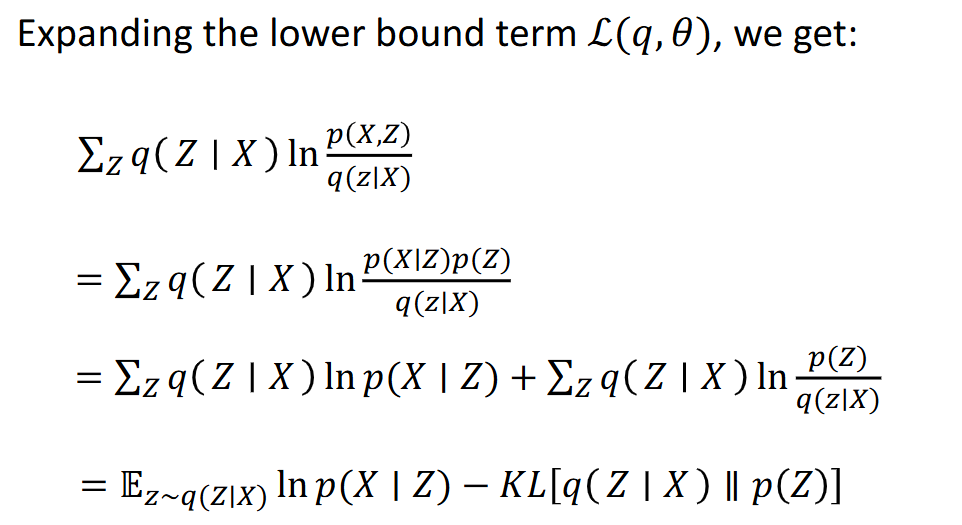 Expanding the lower bound term ℒ(q, θ), we get:
∑_Z q(Z | X) ln p(X,Z)/q(z|X)
= ∑_Z q(Z | X) ln p(X|Z)p(Z)/q(z|X)
= ∑_Z q(Z | X) ln p(X | Z) + ∑_Z q(Z | X) ln p(Z)/q(z|X)
= 𝔼_{z~q(Z|X)} ln p(X | Z) − KL[q(Z | X) ‖ p(Z)]